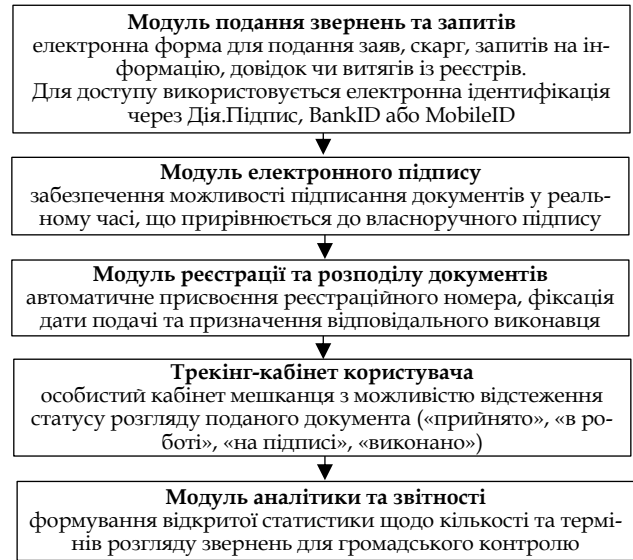 Модуль подання звернень та запитів
електронна форма для подання заяв, скарг, запитів на ін-
формацію, довідок чи витягів із реєстрів.
Для доступу використовується електронна ідентифікація
через Дія.Підпис, BankID або MobileID
Модуль електронного підпису
забезпечення можливості підписання документів у реаль-
ному часі, що прирівнюється до власноручного підпису
Модуль реєстрації та розподілу документів
автоматичне присвоєння реєстраційного номера, фіксація
дати подачі та призначення відповідального виконавця
Трекінг-кабінет користувача
особистий кабінет мешканця з можливістю відстеження
статусу розгляду поданого документа («прийнято», «в ро-
боті», «на підписі», «виконано»)
Модуль аналітики та звітності
формування відкритої статистики щодо кількості та термі-
нів розгляду звернень для громадського контролю